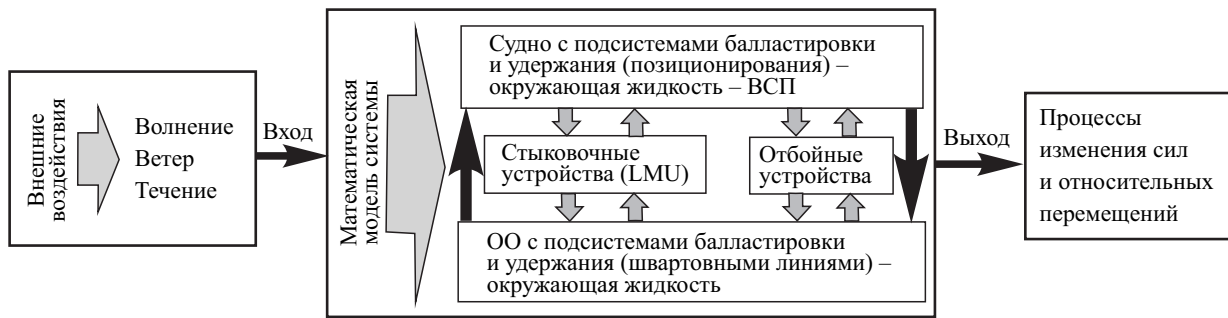 Внешние
воздействия
Волнение
Ветер
Течение
Вход
Математическая
модель системы
Судно с подсистемами балластировки
и удержания (позиционирования) –
окружающая жидкость – ВСП
Стыковочные
устройства (LMU)
Отбойные
устройства
ОО с подсистемами балластировки
и удержания (швартовными линиями) –
окружающая жидкость
Выход
Процессы
изменения сил
и относительных
перемещений